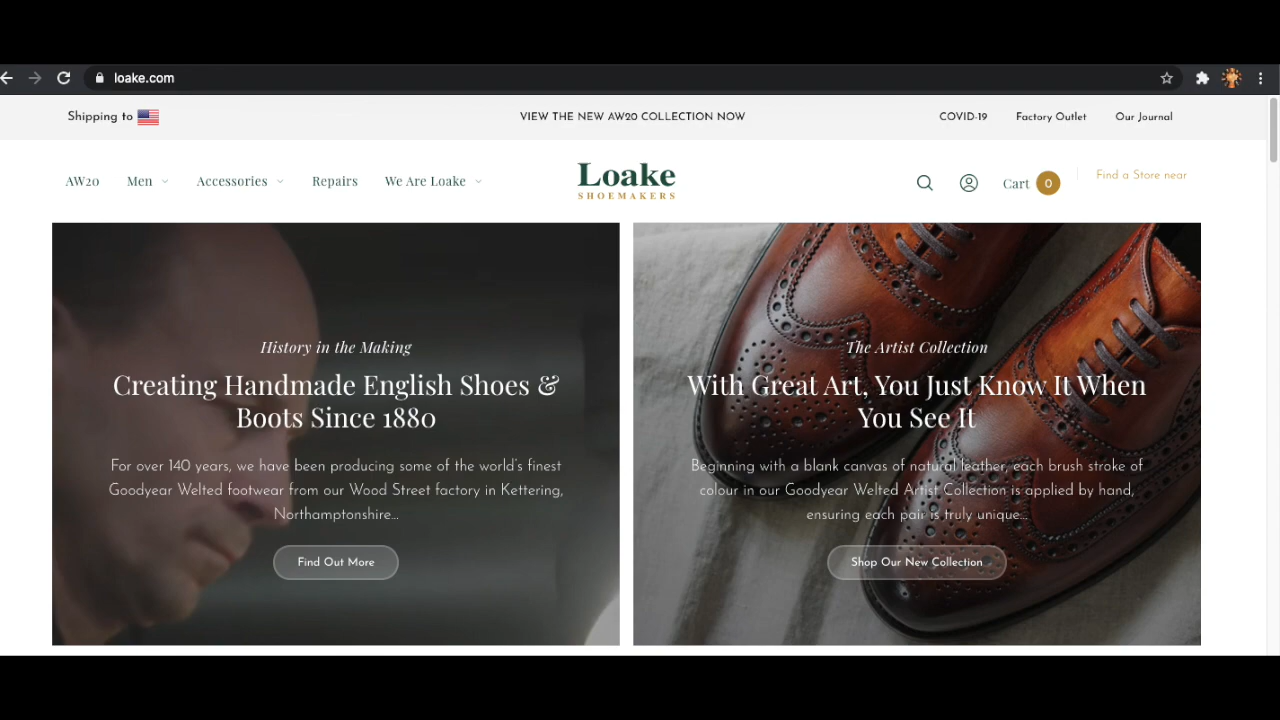 loake.com
Shipping to
VIEW THE NEW AW20 COLLECTION NOW
COVID-19
Factory Outlet
Our Journal
AW20
Men
Accessories
Repairs
We Are Loake
Loake
SHOEMAKERS
Cart
0
Find a Store near
History in the Making
Creating Handmade English Shoes &
Boots Since 1880
For over 140 years, we have been producing some of the world's finest
Goodyear Welted footwear from our Wood Street factory in Kettering,
Northamptonshire...
Find Out More
The Artist Collection
With Great Art, You Just Know It When
You See It
Beginning with a blank canvas of natural leather, each brush stroke of
colour in our Goodyear Welted Artist Collection is applied by hand,
ensuring each pair is truly unique...
Shop Our New Collection